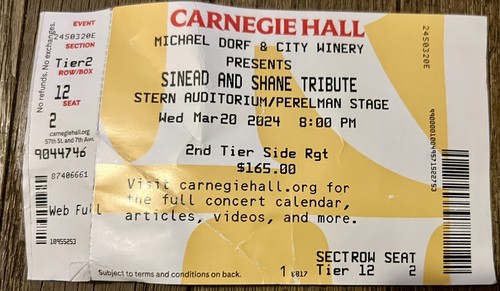 CARNEGIE HALL
MICHAEL DORF & CITY WINERY
PRESENTS
SINEAD AND SHANE TRIBUTE
STERN AUDITORIUM/PERELMAN STAGE
Wed Mar20 2024 8:00 PM
2nd Tier Side Rgt
$165.00
Visit carnegiehall.org for
the full concert calendar,
articles, videos, and more.
SECTROW SEAT
1 Tier 12 2
Subject to terms and conditions on back.
No refunds. No exchanges.
EVENT
24S0320E
SECTION
Tier2
ROW/BOX
12
SEAT
2
carnegiehall.org
57th St. and 7th Ave.
9044746
87406661
Web Full
24S0320E